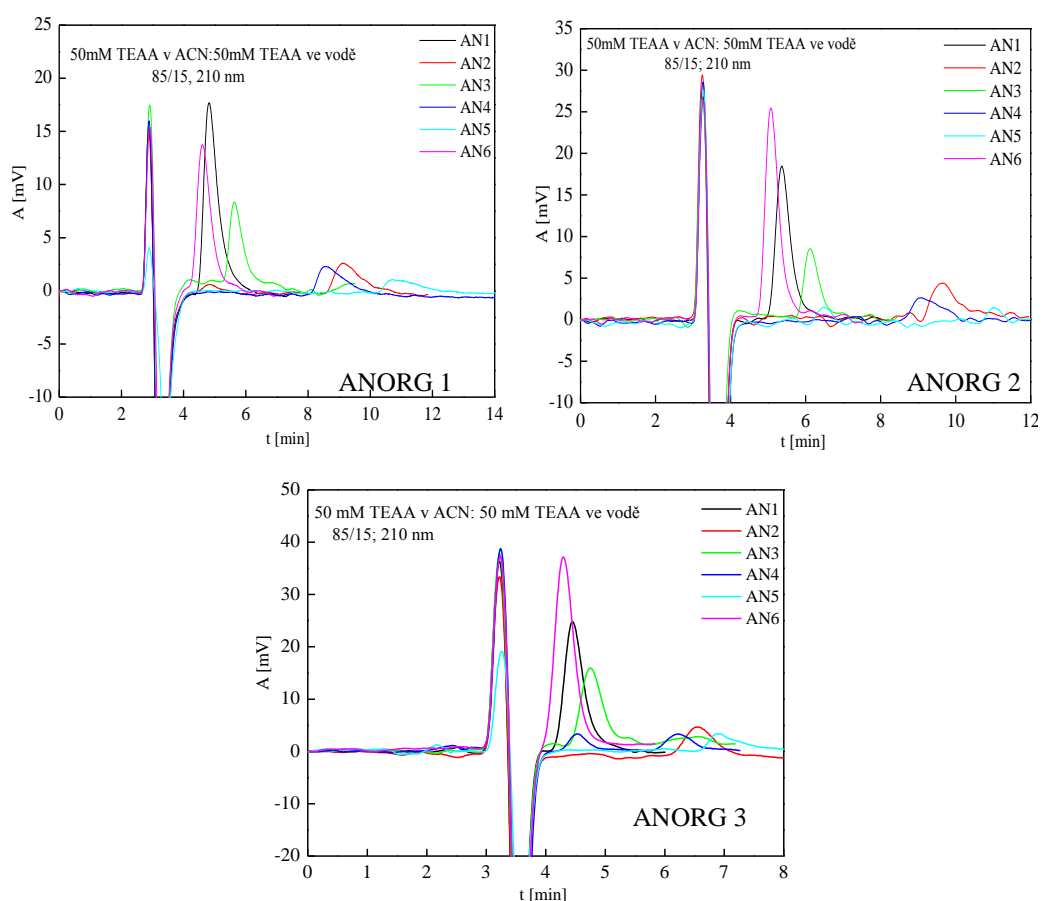 25
20
15
10
5
0
-5
-10
A [mV]
50mM TEAA v ACN:50mM TEAA ve vodě
85/15, 210 nm
AN1
AN2
AN3
AN4
AN5
AN6
ANORG 1
0 2 4 6 8 10 12 14
t [min]
35
30
25
20
15
10
5
0
-5
-10
A [mV]
50mM TEAA v ACN: 50mM TEAA ve vodě
85/15; 210 nm
AN1
AN2
AN3
AN4
AN5
AN6
ANORG 2
0 2 4 6 8 10 12
t [min]
50
40
30
20
10
0
-10
-20
A [mV]
50 mM TEAA v ACN: 50 mM TEAA ve vodě
85/15; 210 nm
AN1
AN2
AN3
AN4
AN5
AN6
ANORG 3
0 1 2 3 4 5 6 7 8
t [min]